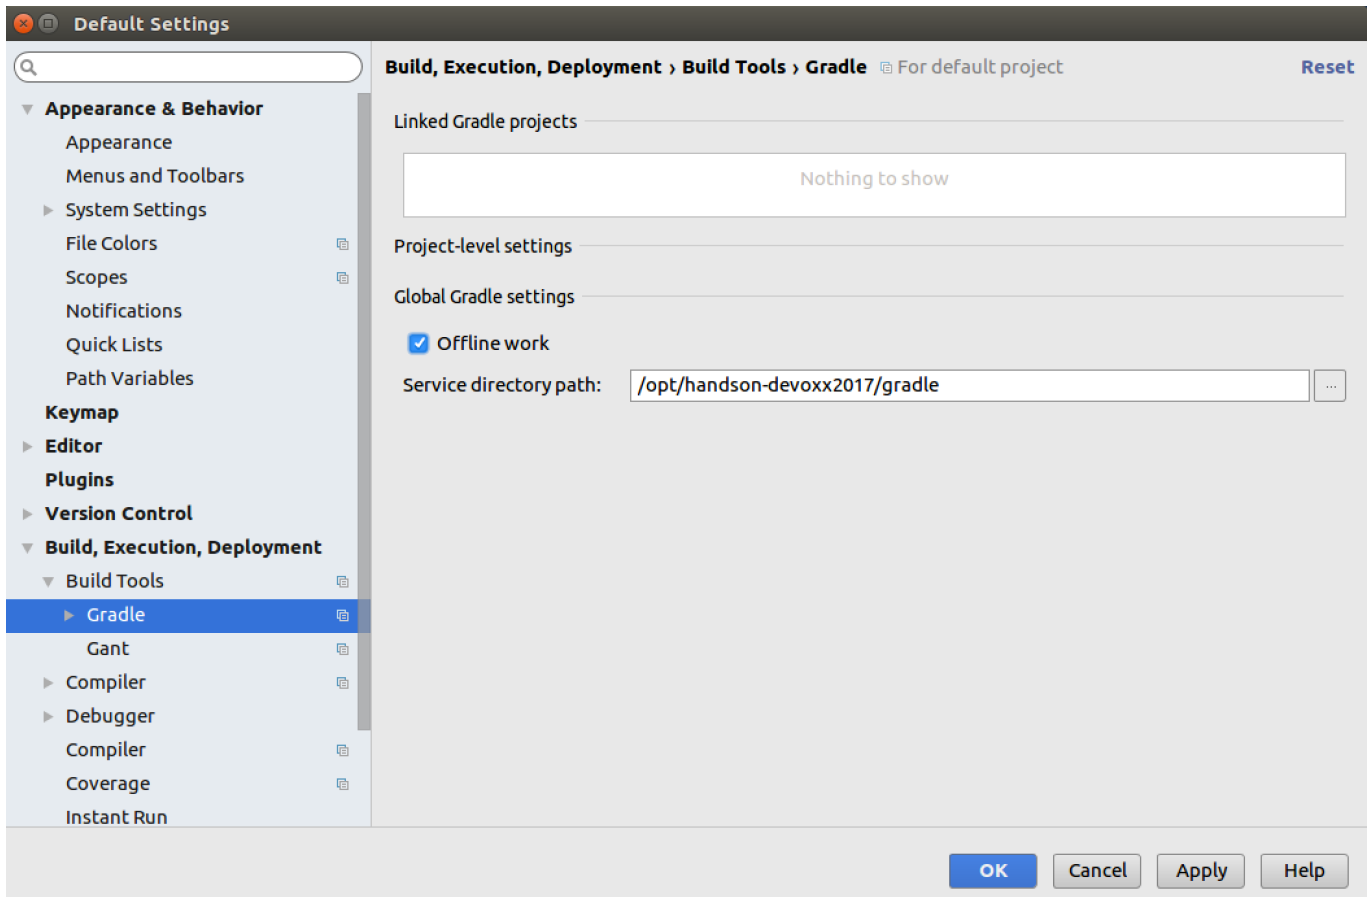 Default Settings
Build, Execution, Deployment › Build Tools › Gradle For default project Reset
Appearance & Behavior
Appearance
Menus and Toolbars
System Settings
File Colors
Scopes
Notifications
Quick Lists
Path Variables
Keymap
Editor
Plugins
Version Control
Build, Execution, Deployment
Build Tools
Gradle
Gant
Compiler
Debugger
Compiler
Coverage
Instant Run
Linked Gradle projects
Nothing to show
Project-level settings
Global Gradle settings
Offline work
Service directory path: /opt/handson-devoxx2017/gradle ...
OK Cancel Apply Help